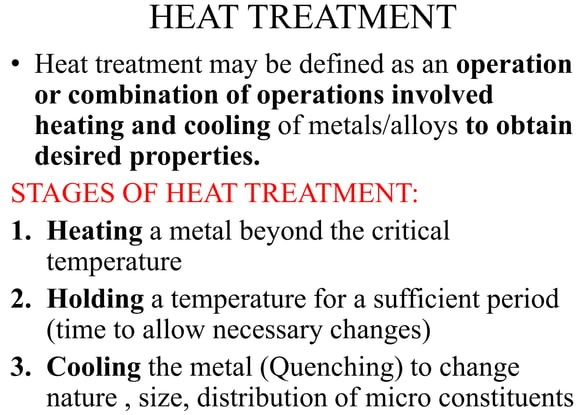 HEAT TREATMENT
• Heat treatment may be defined as an operation
or combination of operations involved
heating and cooling of metals/alloys to obtain
desired properties.
STAGES OF HEAT TREATMENT:
1. Heating a metal beyond the critical
temperature
2. Holding a temperature for a sufficient period
(time to allow necessary changes)
3. Cooling the metal (Quenching) to change
nature , size, distribution of micro constituents